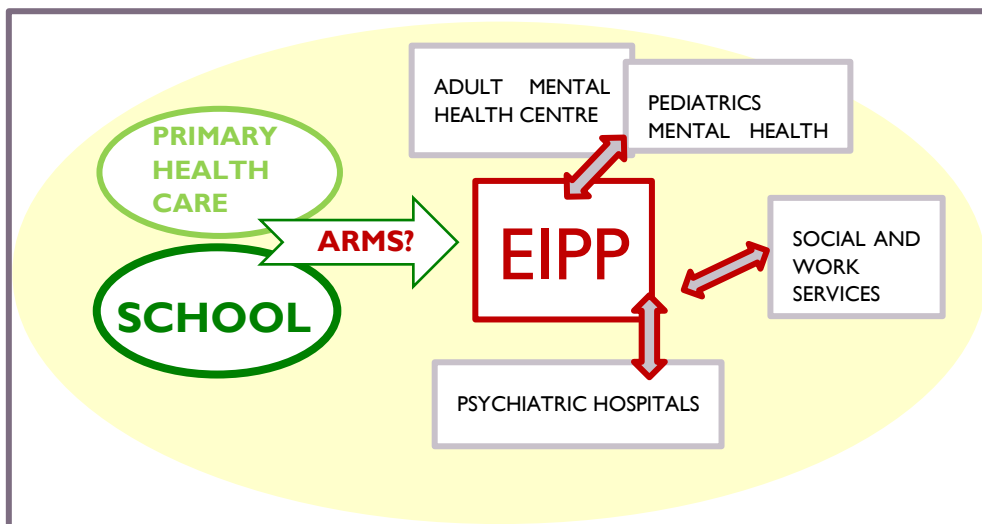 ADULT MENTAL
HEALTH CENTRE
PEDIATRICS
MENTAL HEALTH
PRIMARY
HEALTH
CARE
ARMS?
EIPP
SOCIAL AND
WORK
SERVICES
SCHOOL
PSYCHIATRIC HOSPITALS